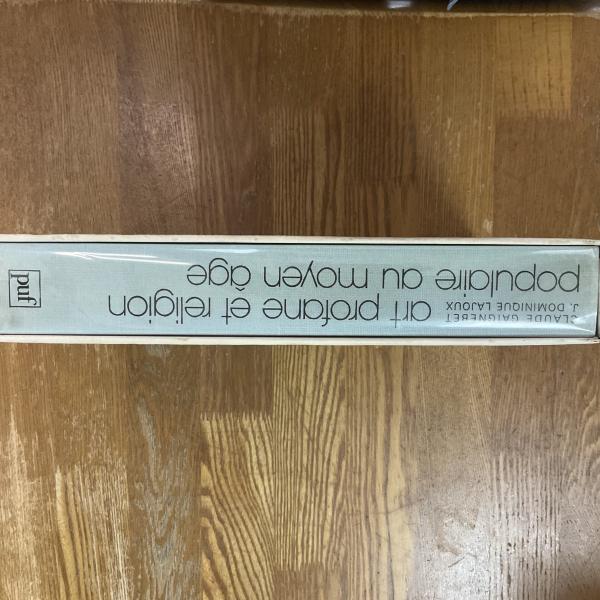 CLAUDE GAIGNEBET
J. DOMINIQUE LAJOUX
art profane et religion
populaire au moyen âge
puf